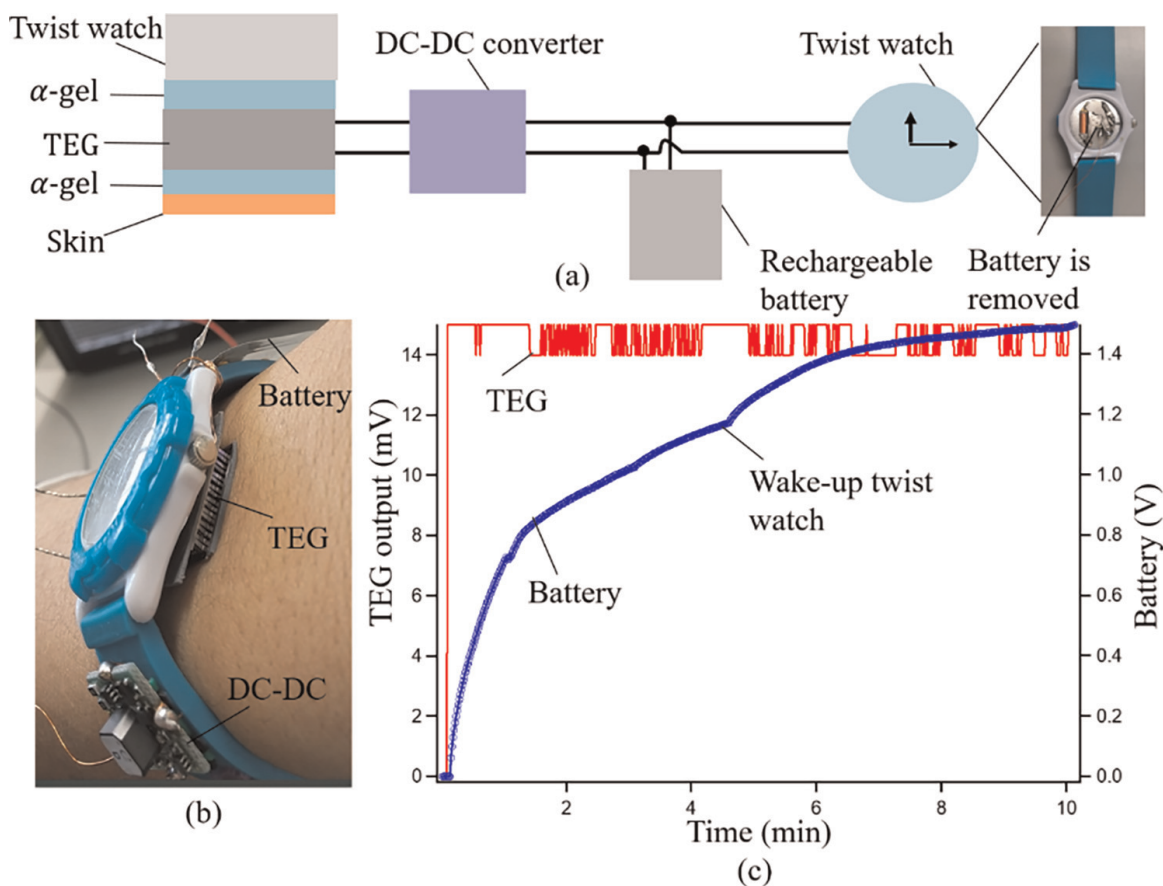 Twist watch
α-gel
TEG
α-gel
Skin
DC-DC converter
Twist watch
Rechargeable
battery
Battery is
removed
(a)
Battery
TEG
DC-DC
(b)
TEG output (mV)
14
12
10
8
6
4
2
0
TEG
Battery
Wake-up twist
watch
1.4
1.2
1.0
0.8
0.6
0.4
0.2
0.0
Battery (V)
2
4
6
8
10
Time (min)
(c)